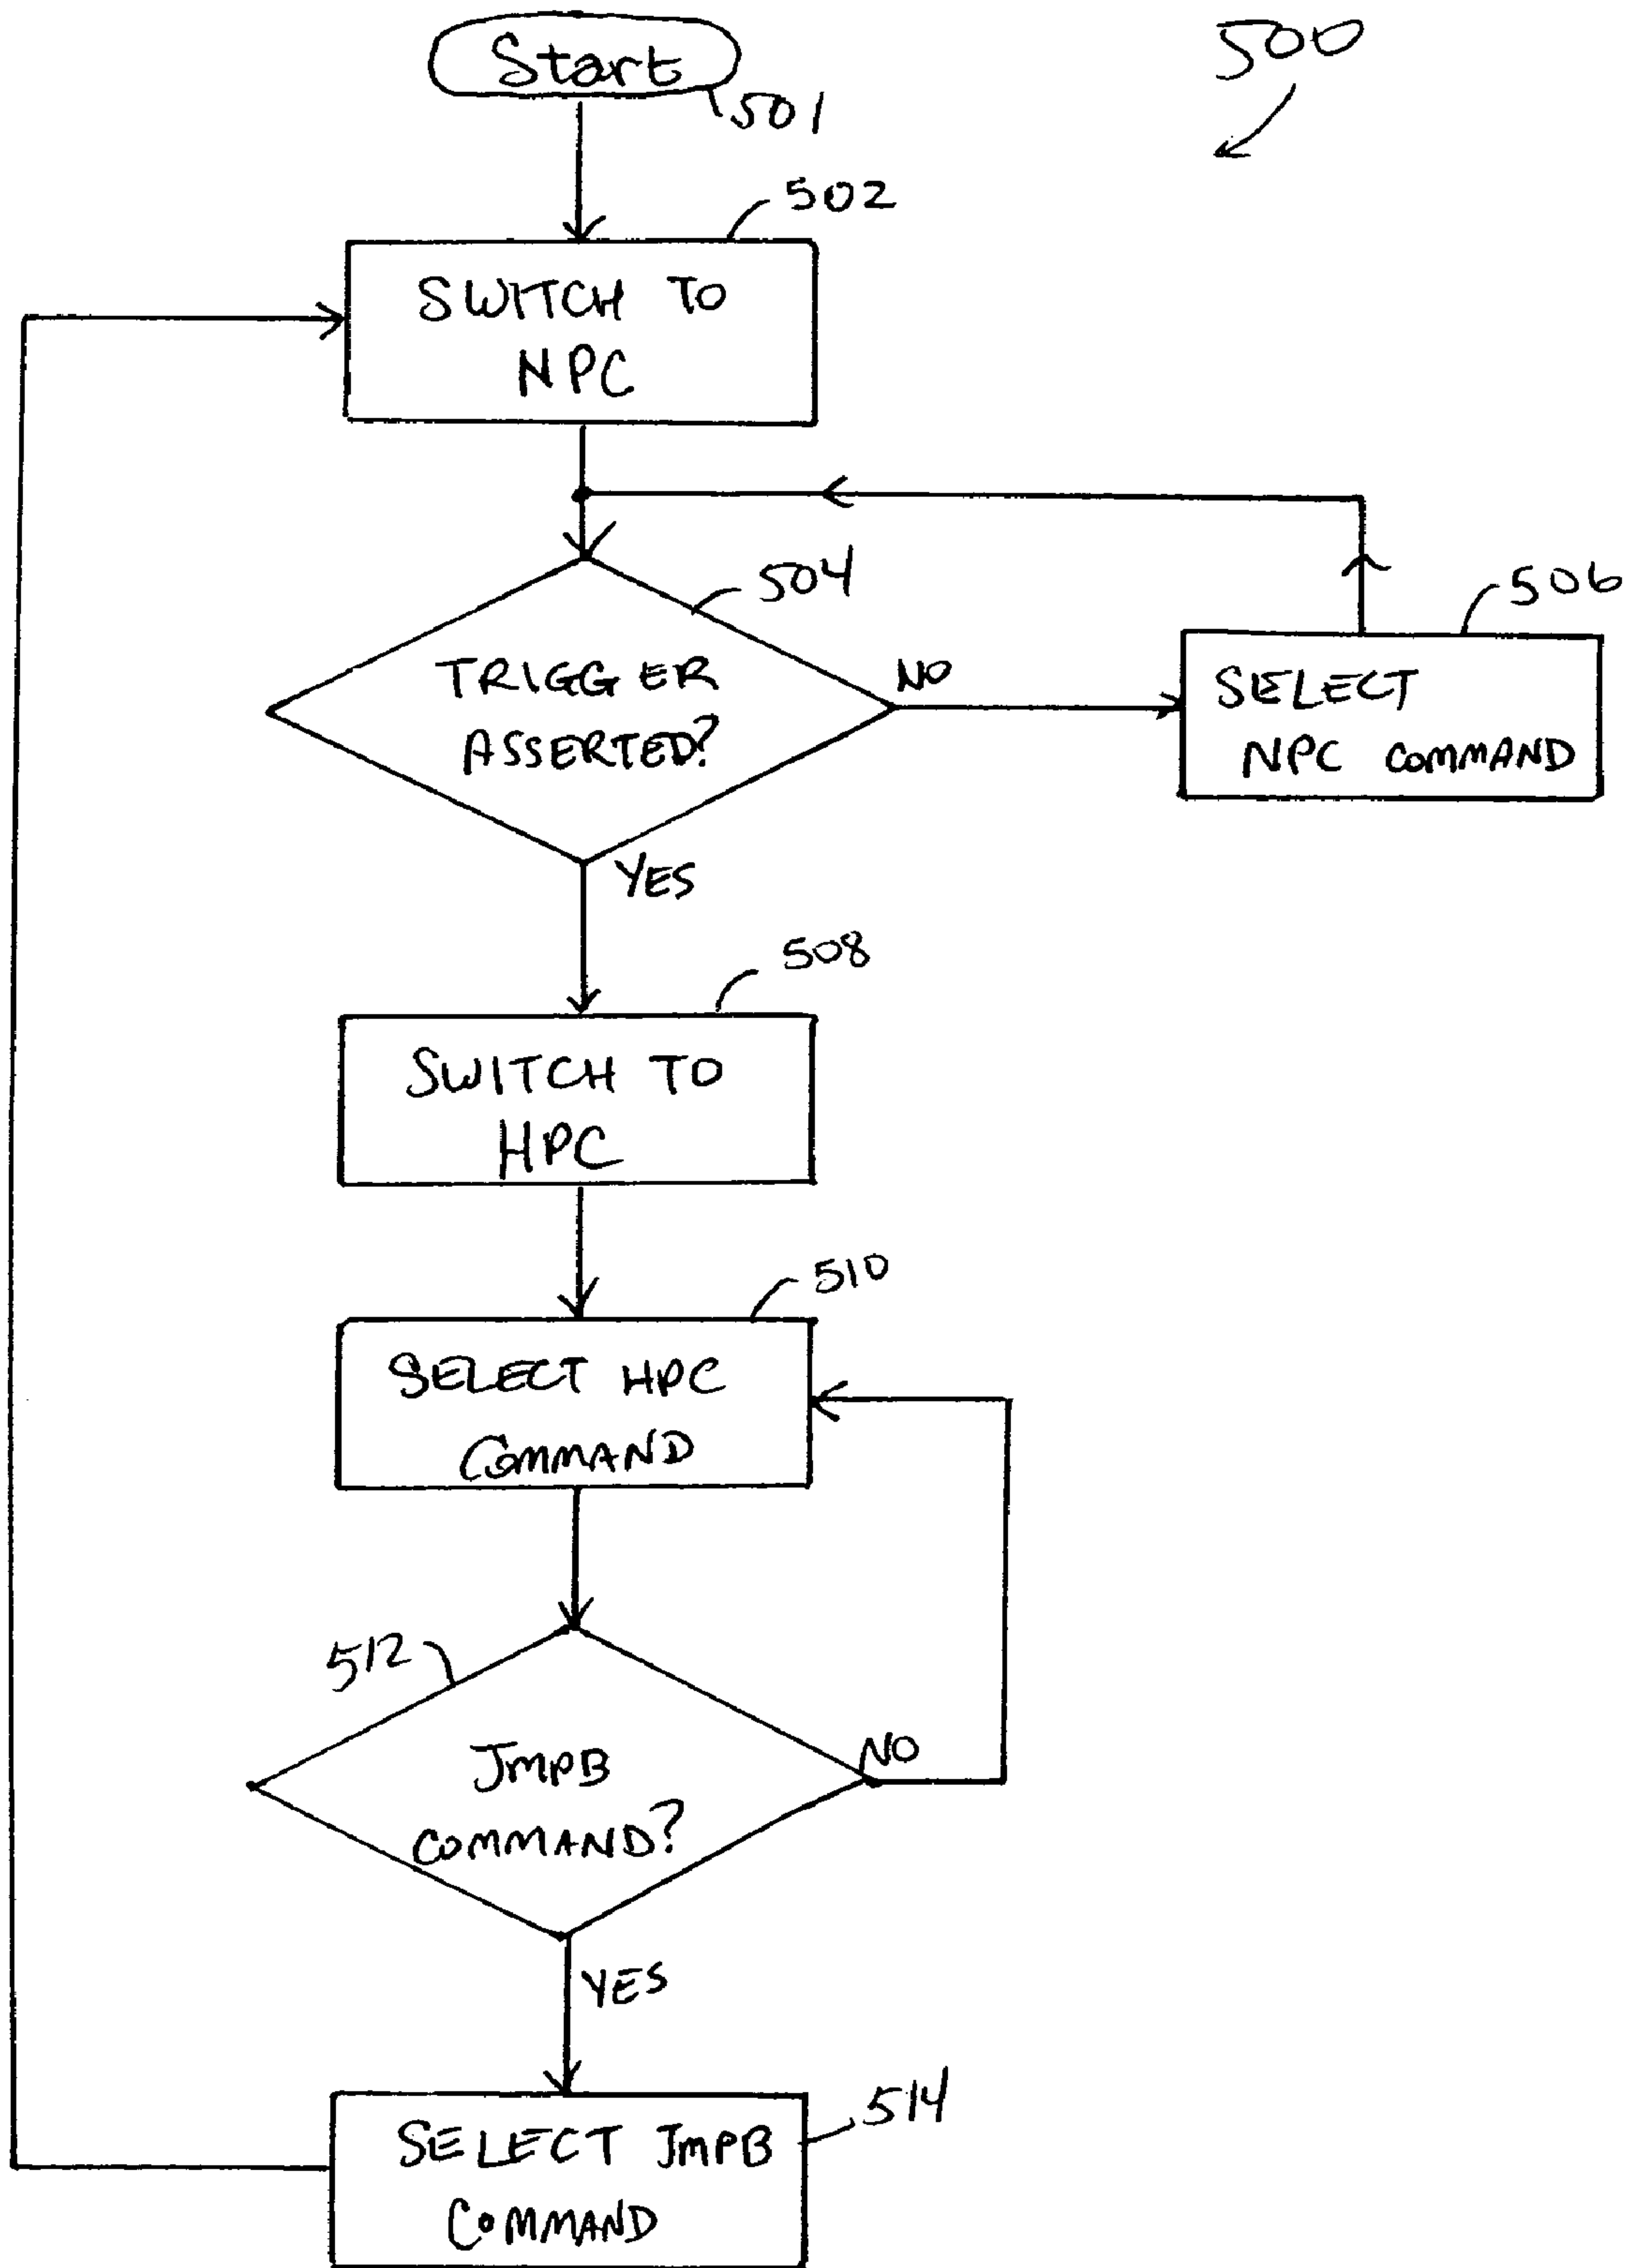 Start
500
501
502
SWITCH TO
NPC
504
506
TRIGGER
ASSERTED?
NO
SELECT
NPC COMMAND
YES
508
SWITCH TO
HPC
510
SELECT HPC
COMMAND
512
JMPB
COMMAND?
NO
YES
514
SELECT JMPB
COMMAND